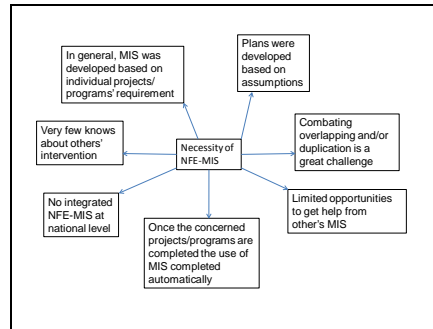 In general, MIS was
developed based on
individual projects/
programs' requirement
Plans were
developed
based on
assumptions
Very few knows
about others'
intervention
Necessity of
NFE-MIS
Combating
overlapping and/or
duplication is a
great challenge
No integrated
NFE-MIS at
national level
Once the concerned
projects/programs are
completed the use of
MIS completed
automatically
Limited opportunities
to get help from
other's MIS